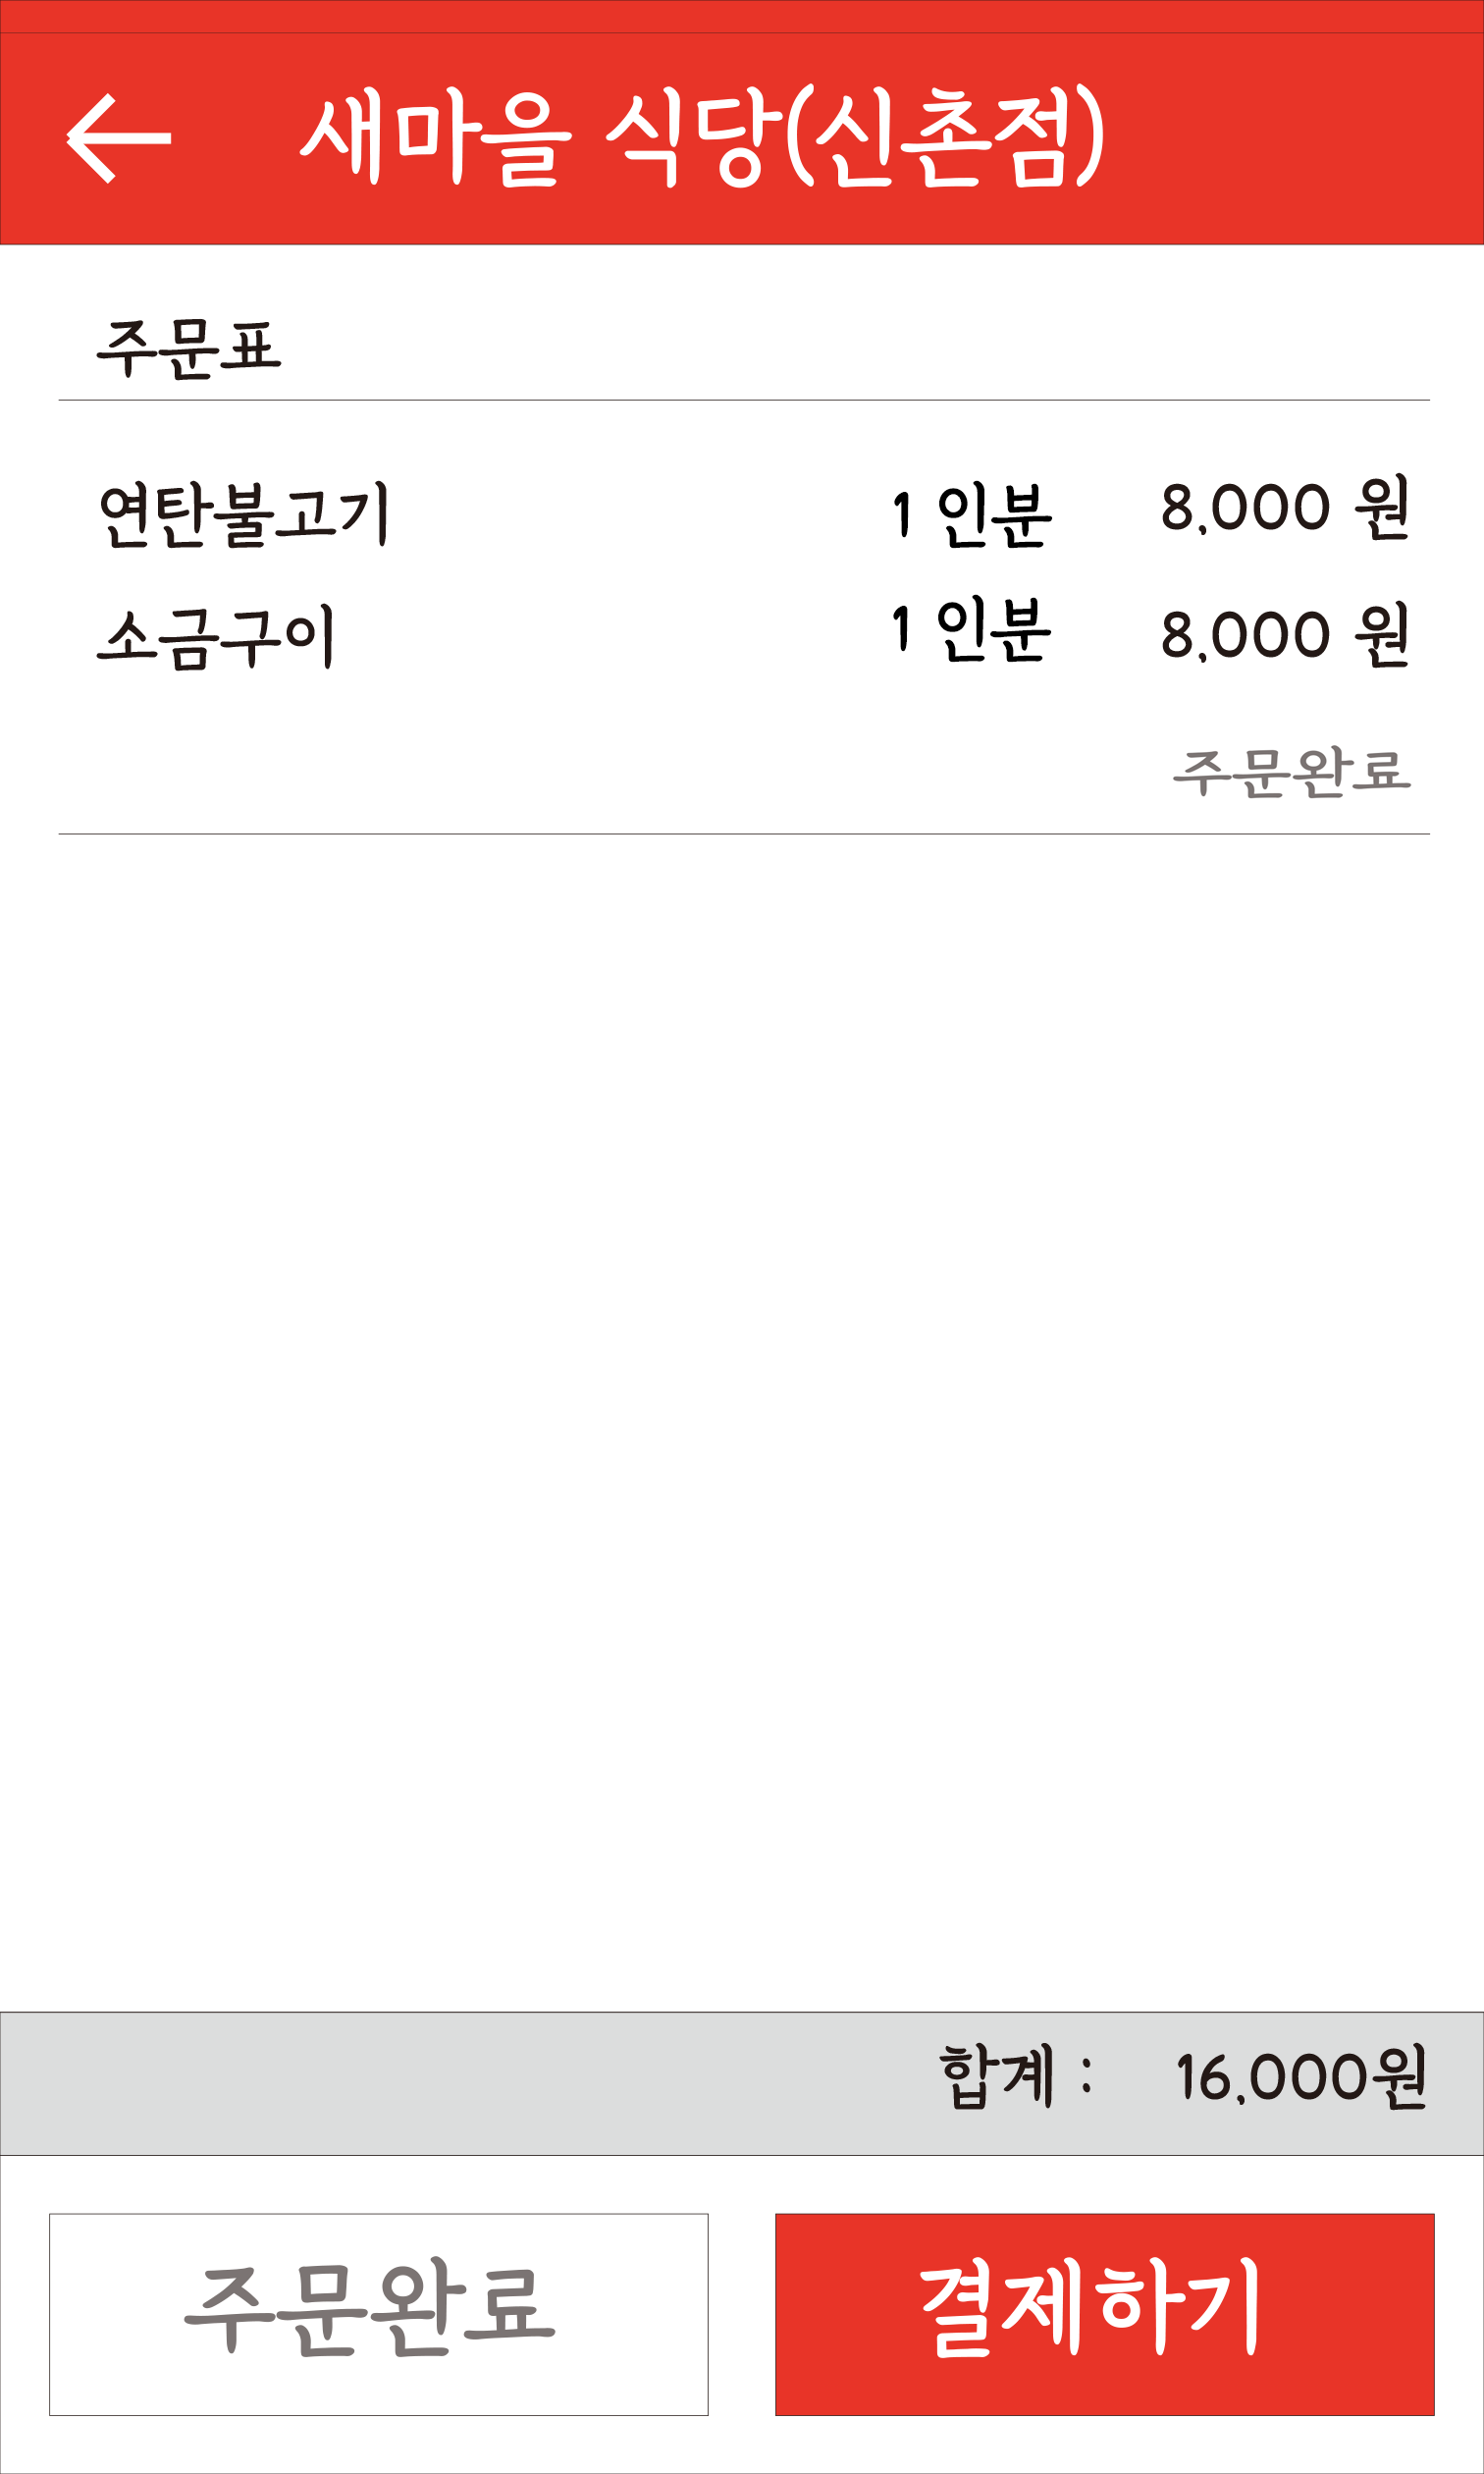 새마을 식당(신촌점)
주문표
연탄불고기 1 인분 8,000 원
소금구이 1 인분 8,000 원
주문완료
합계 : 16,000원
주문완료 결제하기